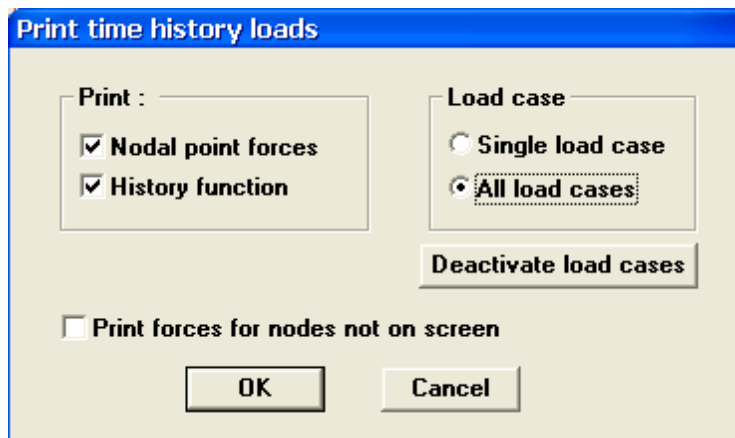 Print time history loads
Print :
Nodal point forces
History function
Load case
Single load case
All load cases
Deactivate load cases
Print forces for nodes not on screen
OK
Cancel